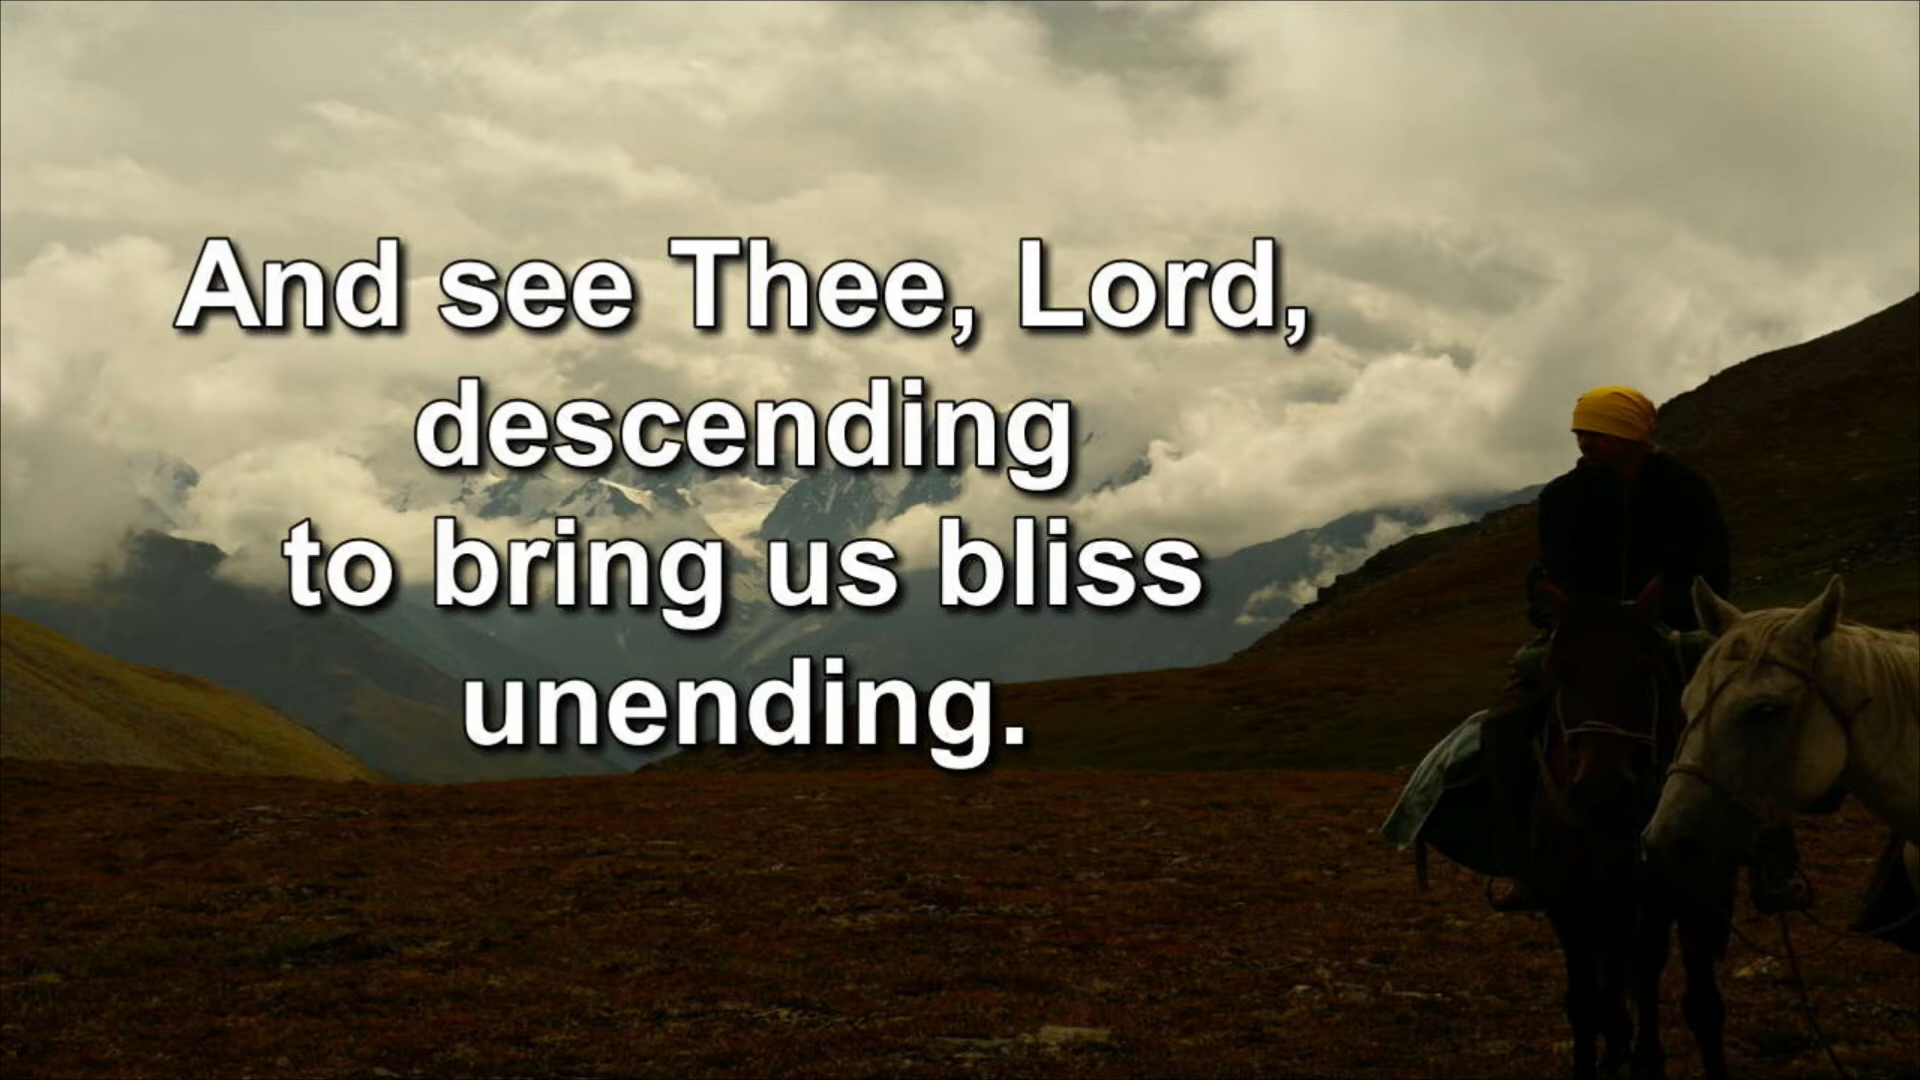 And see Thee, Lord,
descending
to bring us bliss
unending.